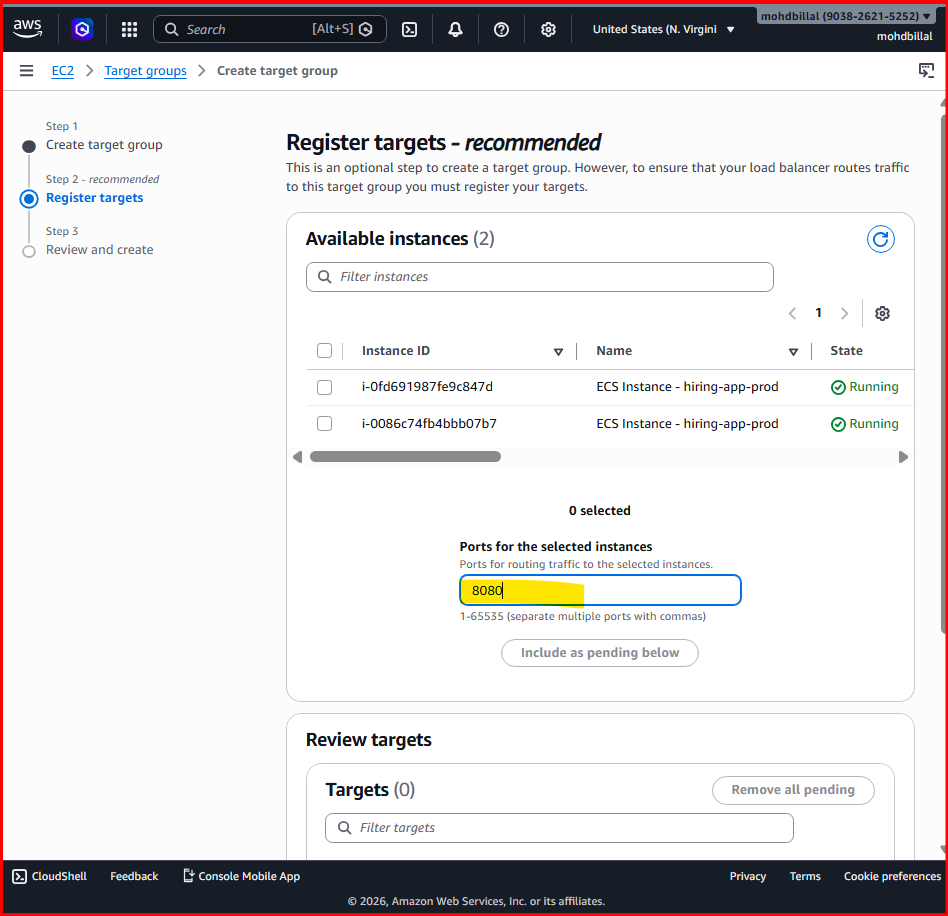 aws
Search [Alt+S]
United States (N. Virgini
mohdbillal (9038-2621-5252)
mohdbillal
EC2 Target groups Create target group
Step 1
Create target group
Step 2 - recommended
Register targets
Step 3
Review and create
Register targets - recommended
This is an optional step to create a target group. However, to ensure that your load balancer routes traffic
to this target group you must register your targets.
Available instances (2)
Filter instances
1
Instance ID Name State
i-0fd691987fe9c847d ECS Instance - hiring-app-prod Running
i-0086c74fb4bbb07b7 ECS Instance - hiring-app-prod Running
0 selected
Ports for the selected instances
Ports for routing traffic to the selected instances.
8080
1-65535 (separate multiple ports with commas)
Include as pending below
Review targets
Targets (0) Remove all pending
Filter targets
CloudShell Feedback Console Mobile App Privacy Terms Cookie preferences
© 2026, Amazon Web Services, Inc. or its affiliates.